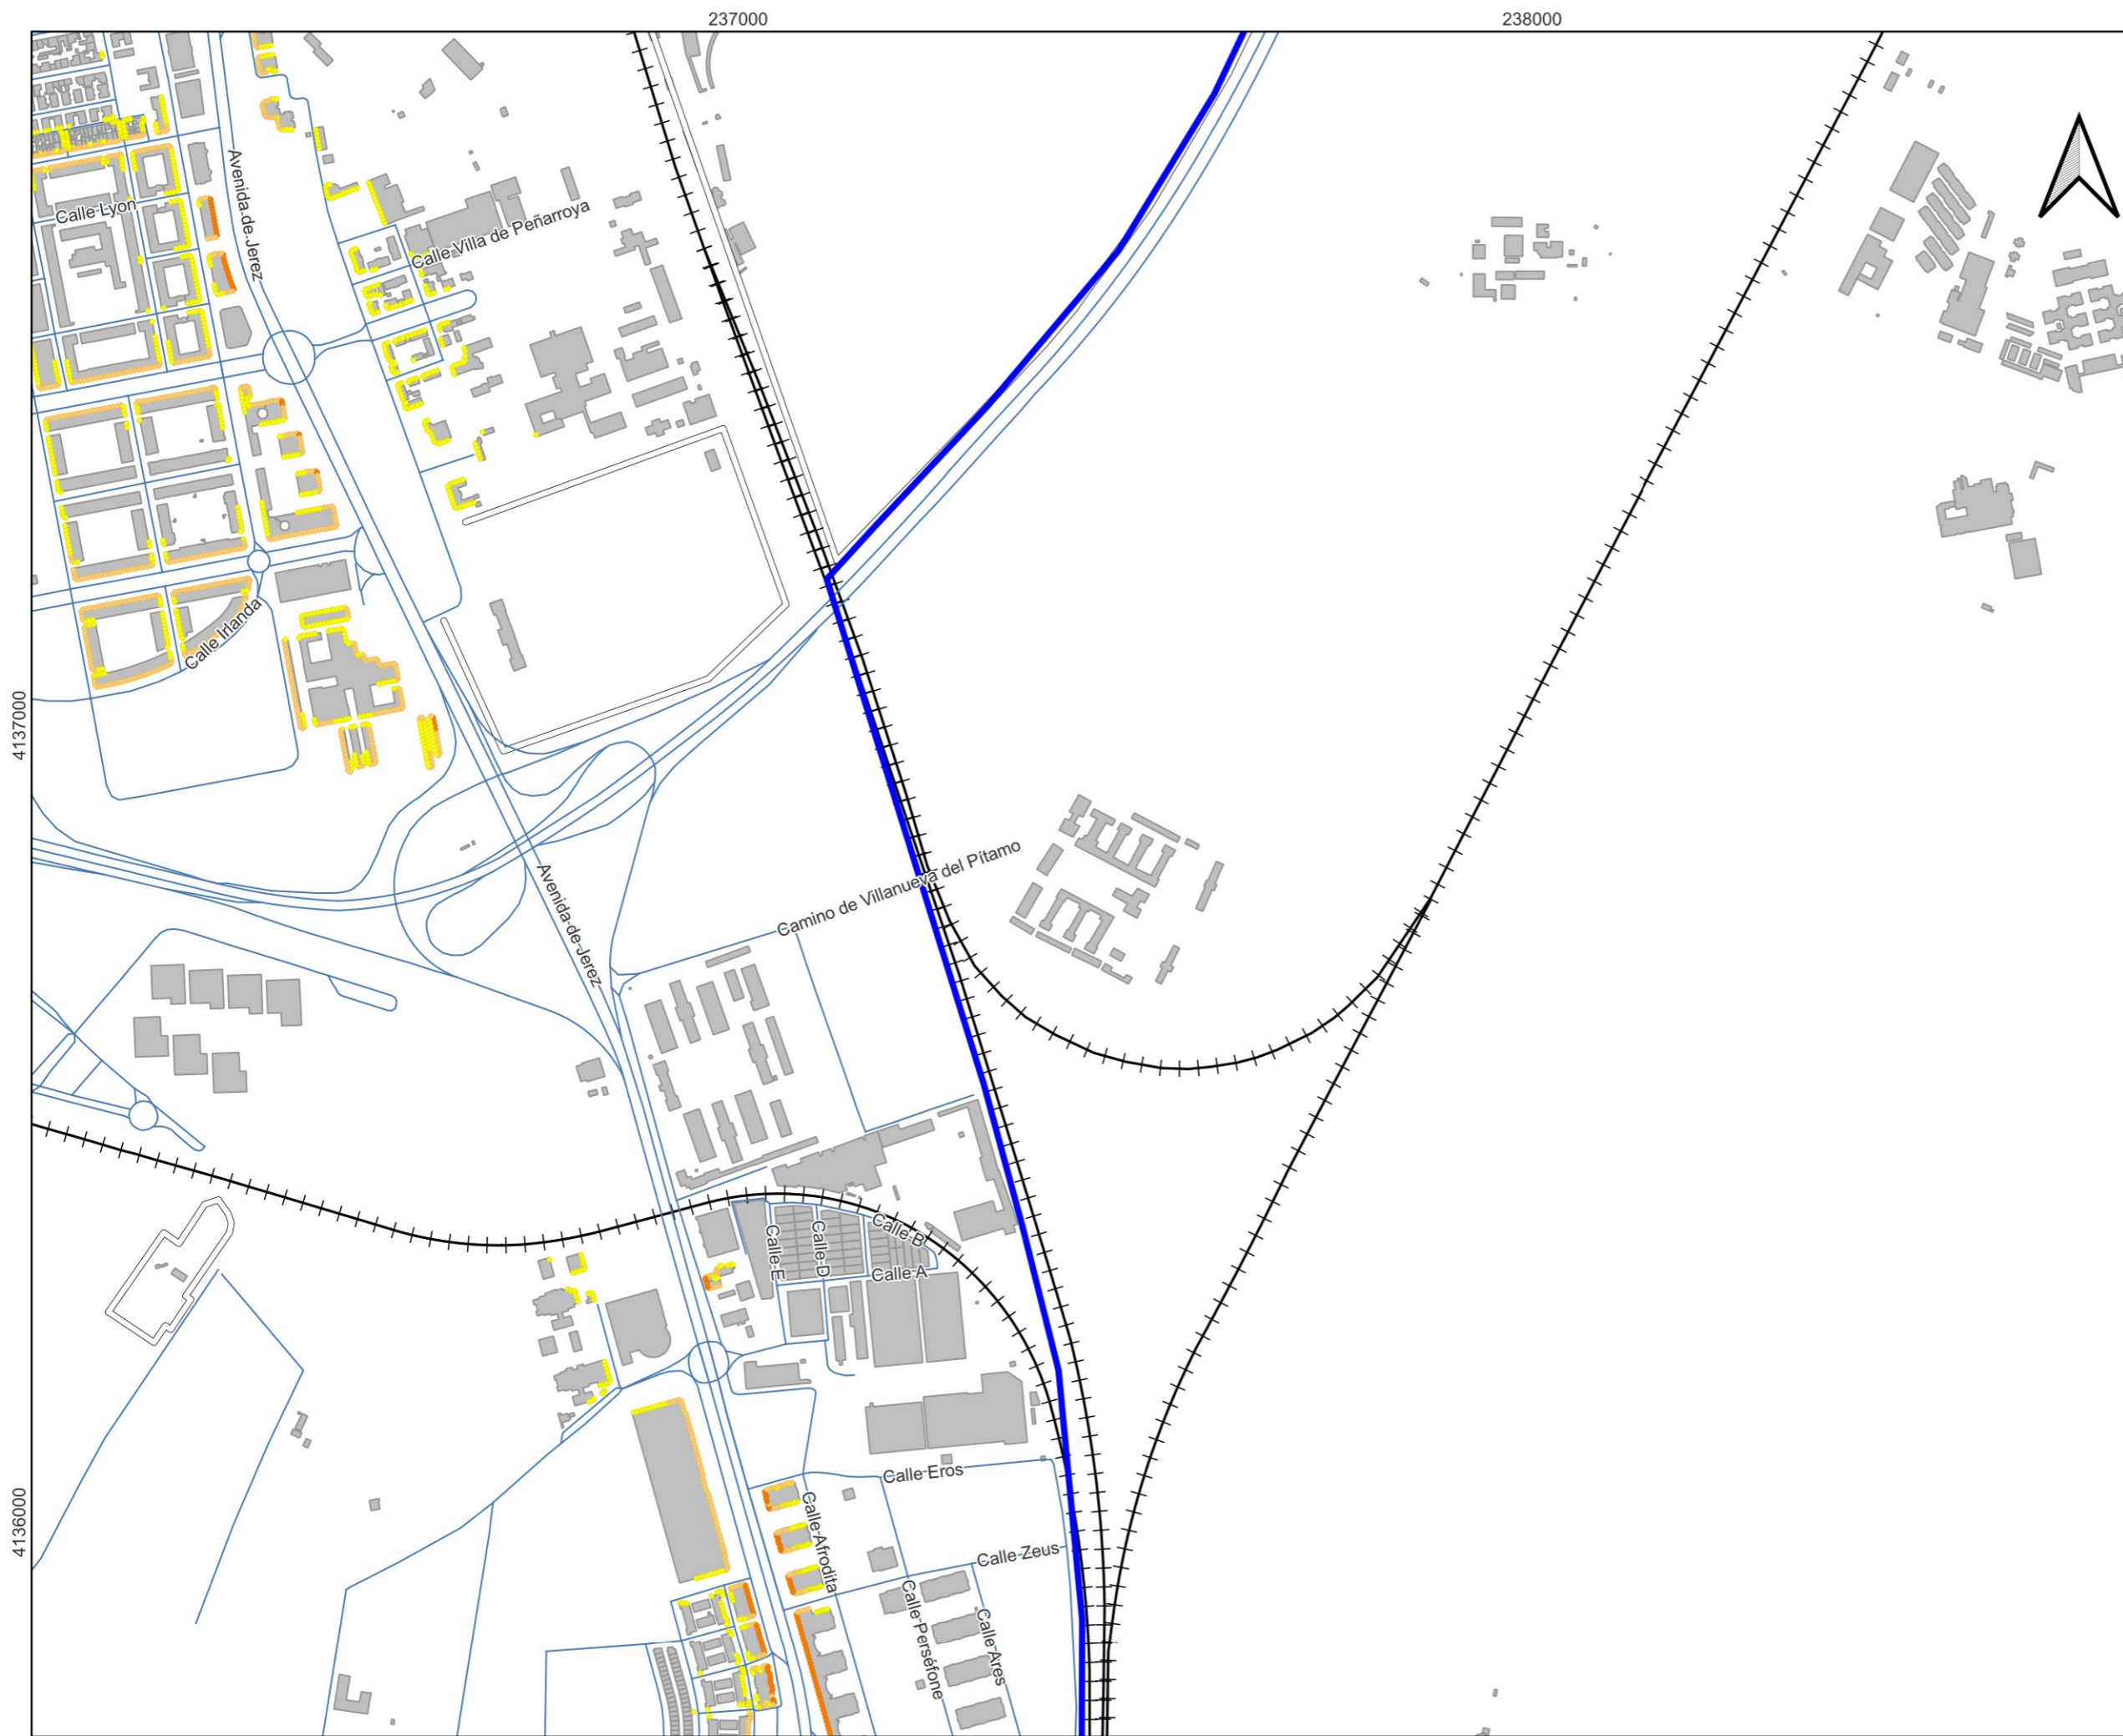 237000
238000
Avenida de Jerez
Calle Lyon
Calle Villa de Peñarroya
Calle Irlanda
4137000
Camino de Villanueva del Pítamo
Avenida de Jerez
Calle E
Calle D
Calle B
Calle A
Calle Eros
Calle Afrodita
4136000
Calle Zeus
Calle Perséfone
Calle Ares